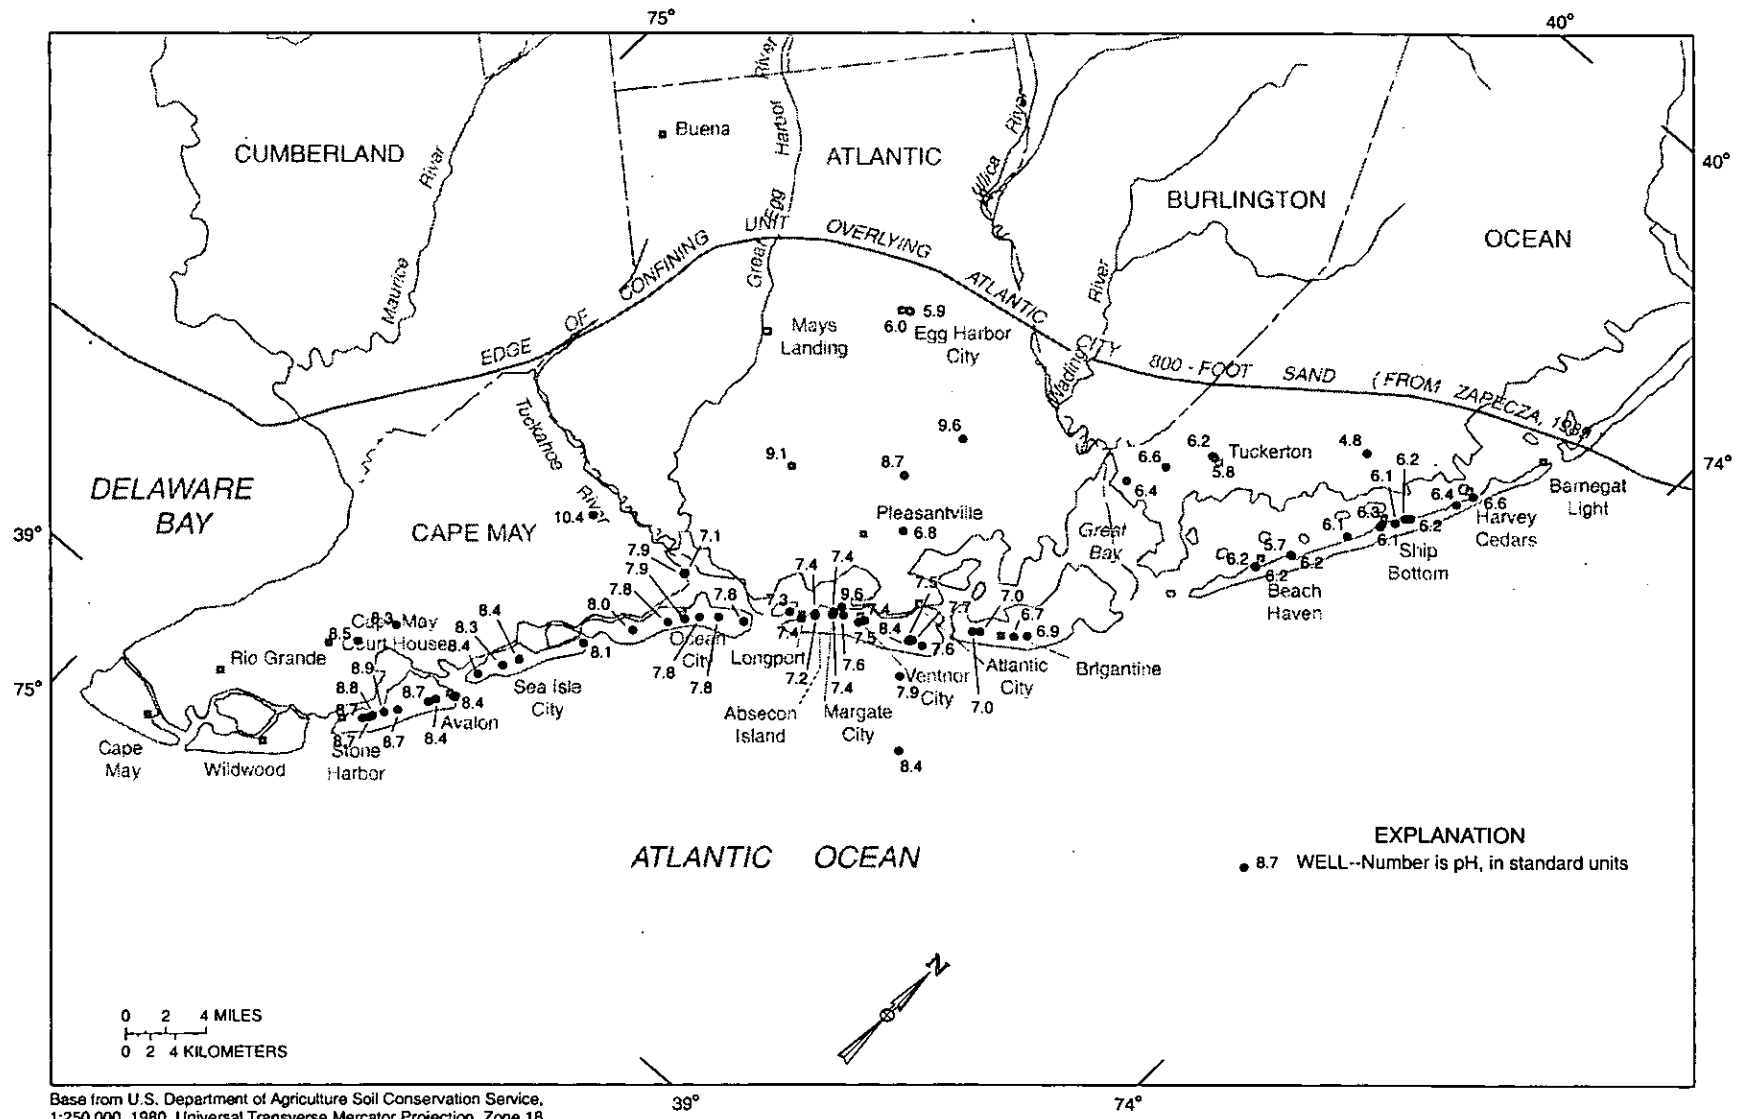 75°
40°
River
Buena
Harbor
River
CUMBERLAND
ATLANTIC
40°
River
BURLINGTON
Egg
UNIT
OVERLYING
OCEAN
CONFINING
Great
River
Maurice
ATLANTIC
5.9
OF
6.0
Egg Harbor
City
Mays
Landing
EDGE
CITY
800 - FOOT SAND (FROM ZAPECZA,
Wading
Tuckahoe
River
9.6
6.2
Tuckerton
4.8
9.1
8.7
6.6
5.8
6.2
6.1
74°
DELAWARE
BAY
6.4
6.4
6.6
Barnegat
Light
10.4
Pleasantville
6.8
CAPE MAY
Great
Bay
6.3
6.1
6.1
6.2
Harvey
Cedars
39°
7.9
7.1
7.4
7.4
Ship
Bottom
6.2
5.7
6.2
6.2
Beach
Haven
7.9
7.8
7.8
7.3
9.6
7.4
7.5
7.7
7.0
6.7
8.0
8.4
8.3
8.3
Cape May
Court House
8.5
8.4
8.4
7.5
6.9
Ocean
City
7.4
Longport
7.6
7.6
Atlantic
City
Brigantine
Rio Grande
8.1
8.9
7.8
7.8
7.2
7.4
Ventnor
City
7.9
7.0
75°
8.8
8.7
8.7
8.4
Sea Isle
City
Avalon
8.7
8.7
8.4
Absecon
Island
Margate
City
Cape
May
Wildwood
Stone
Harbor
8.4
ATLANTIC OCEAN
EXPLANATION
8.7 WELL--Number is pH, in standard units
N
0 2 4 MILES
0 2 4 KILOMETERS
Base from U.S. Department of Agriculture Soil Conservation Service,
1:250,000, 1980, Universal Transverse Mercator Projection, Zone 18
39°
74°